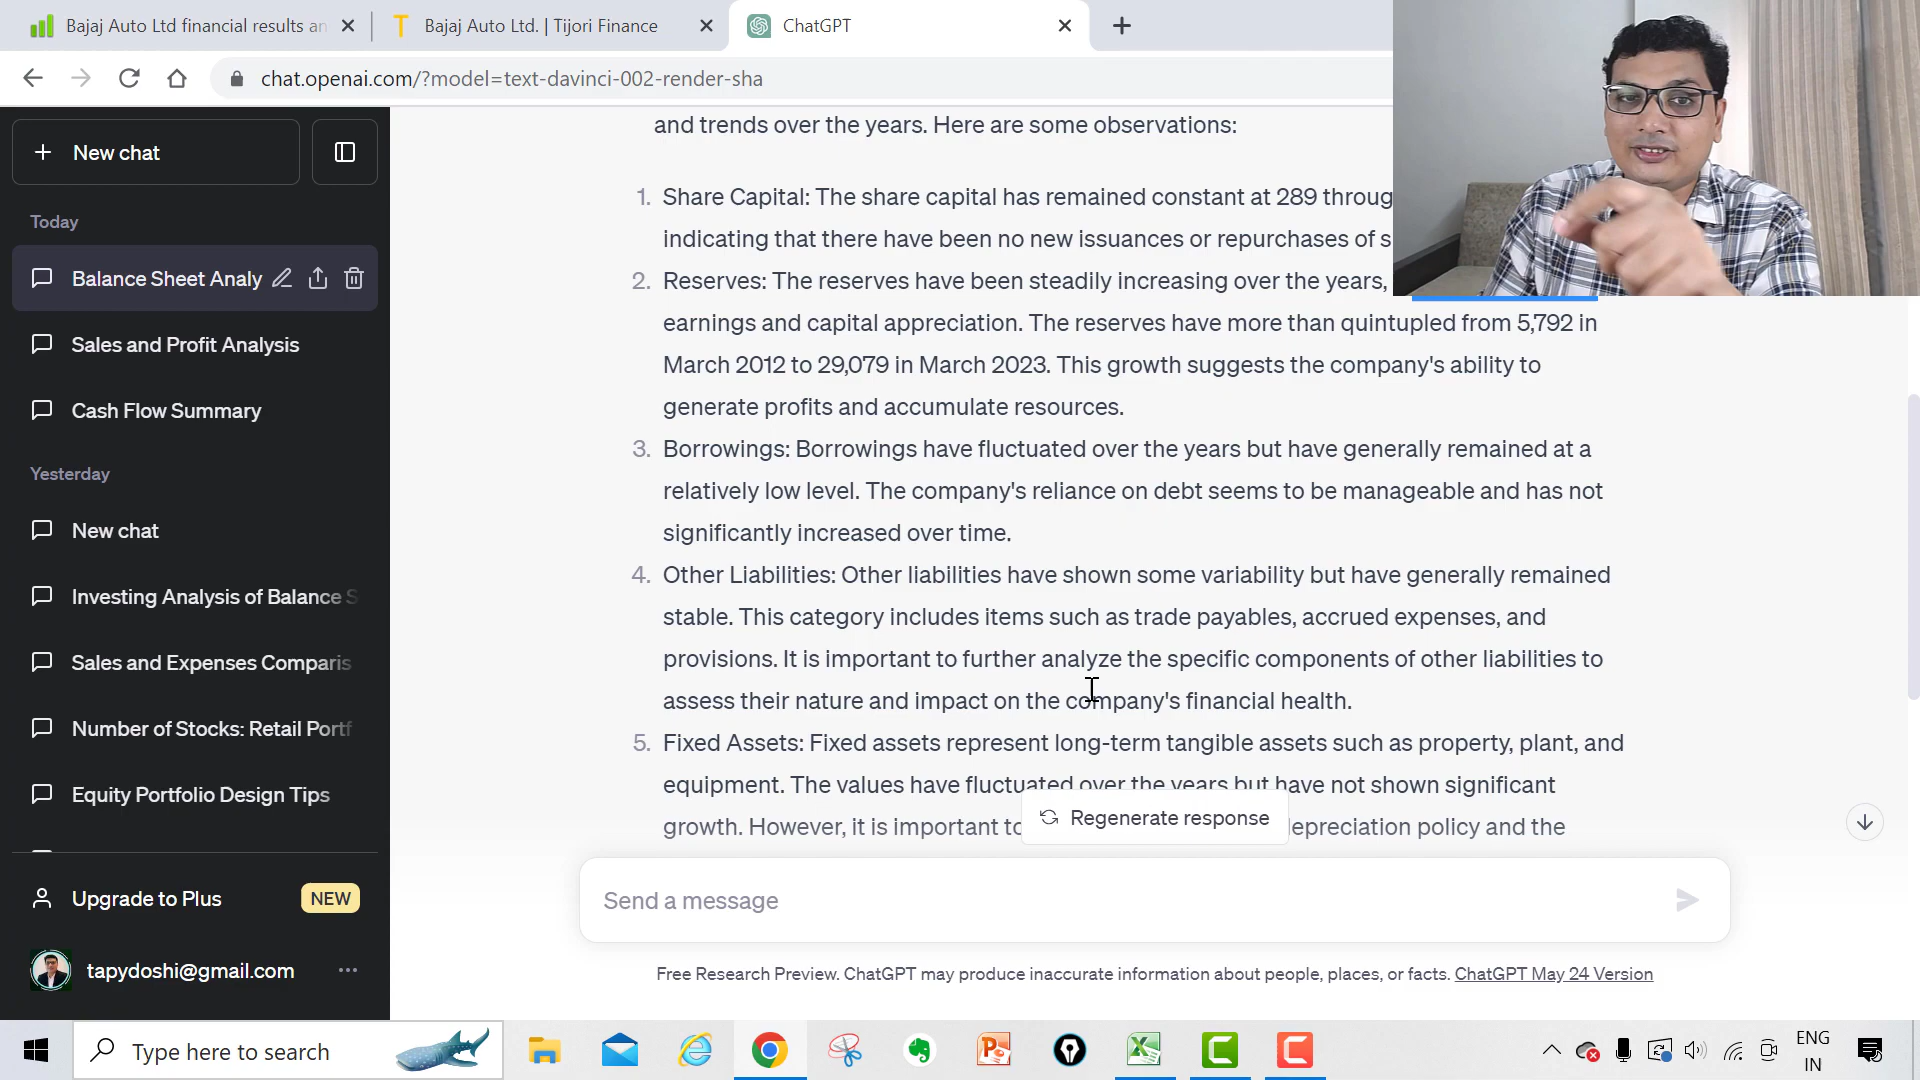 Bajaj Auto Ltd financial results an
Bajaj Auto Ltd. | Tijori Finance
ChatGPT
chat.openai.com/?model=text-davinci-002-render-sha
New chat
Today
Balance Sheet Analy
Sales and Profit Analysis
Cash Flow Summary
Yesterday
New chat
Investing Analysis of Balance S
Sales and Expenses Comparis
Number of Stocks: Retail Portf
Equity Portfolio Design Tips
Upgrade to Plus NEW
tapydoshi@gmail.com
and trends over the years. Here are some observations:
1. Share Capital: The share capital has remained constant at 289 throug
indicating that there have been no new issuances or repurchases of s
2. Reserves: The reserves have been steadily increasing over the years,
earnings and capital appreciation. The reserves have more than quintupled from 5,792 in
March 2012 to 29,079 in March 2023. This growth suggests the company's ability to
generate profits and accumulate resources.
3. Borrowings: Borrowings have fluctuated over the years but have generally remained at a
relatively low level. The company's reliance on debt seems to be manageable and has not
significantly increased over time.
4. Other Liabilities: Other liabilities have shown some variability but have generally remained
stable. This category includes items such as trade payables, accrued expenses, and
provisions. It is important to further analyze the specific components of other liabilities to
assess their nature and impact on the company's financial health.
5. Fixed Assets: Fixed assets represent long-term tangible assets such as property, plant, and
equipment. The values have fluctuated over the years but have not shown significant
growth. However, it is important to depreciation policy and the
Regenerate response
Send a message
Free Research Preview. ChatGPT may produce inaccurate information about people, places, or facts. ChatGPT May 24 Version
Type here to search
ENG
IN